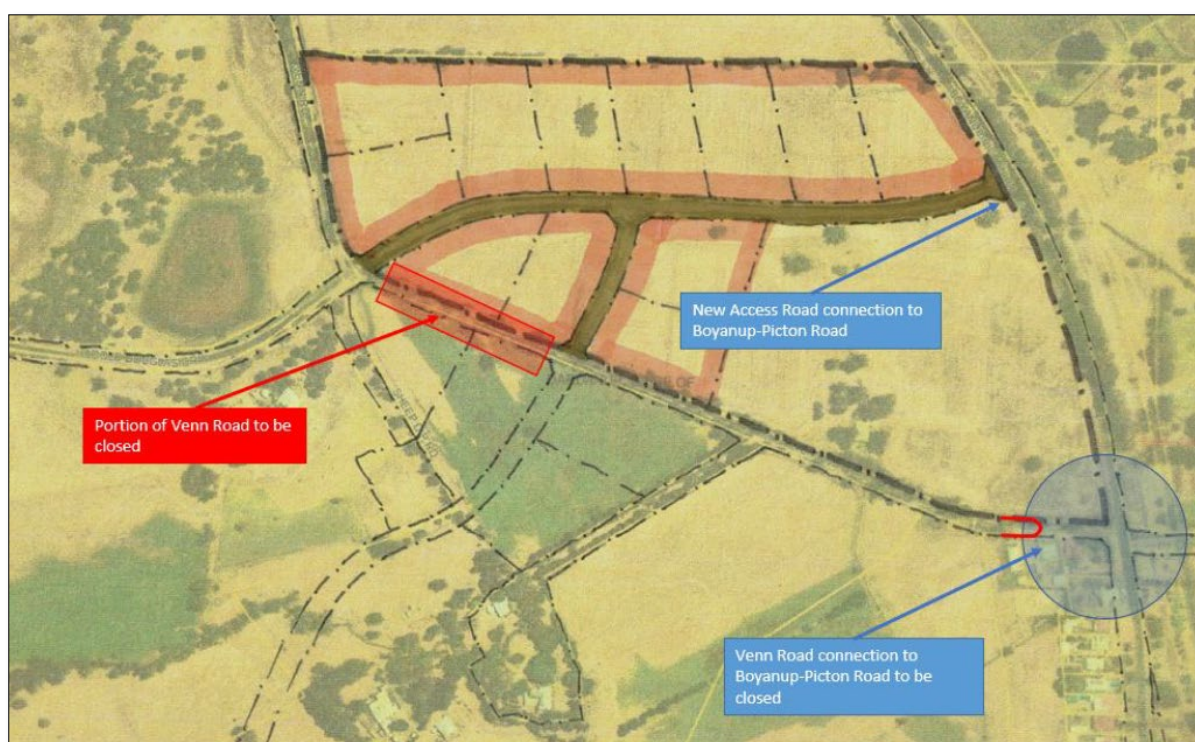 New Access Road connection to
Boyanup-Picton Road
Portion of Venn Road to be
closed
Venn Road connection to
Boyanup-Picton Road to be
closed